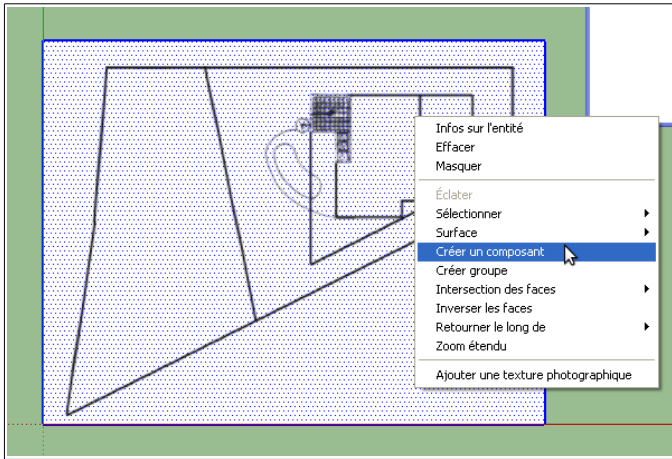 Infos sur l'entité
Effacer
Masquer
Éclater
Sélectionner
Surface
Créer un composant
Créer groupe
Intersection des faces
Inverser les faces
Retourner le long de
Zoom étendu
Ajouter une texture photographique